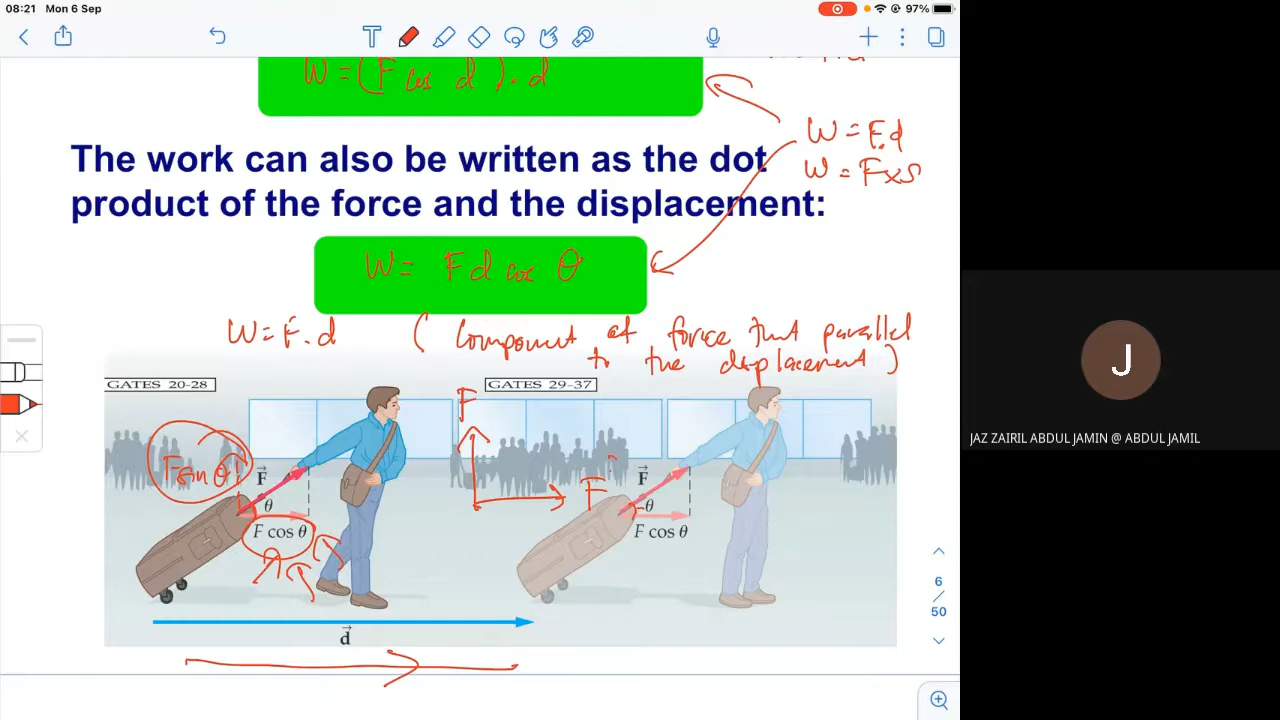 08:21 Mon 6 Sep
97%
W = (F cos d) . d
W = F.d
W = F×S
The work can also be written as the dot
product of the force and the displacement:
W = F d cos θ
W = F . d
( component of force that parallel
to the displacement )
GATES 20-28
GATES 29-37
F
F sin θ
F
θ
F cos θ
F
F
θ
F cos θ
d
6
/
50
J
JAZ ZAIRIL ABDUL JAMIN @ ABDUL JAMIL